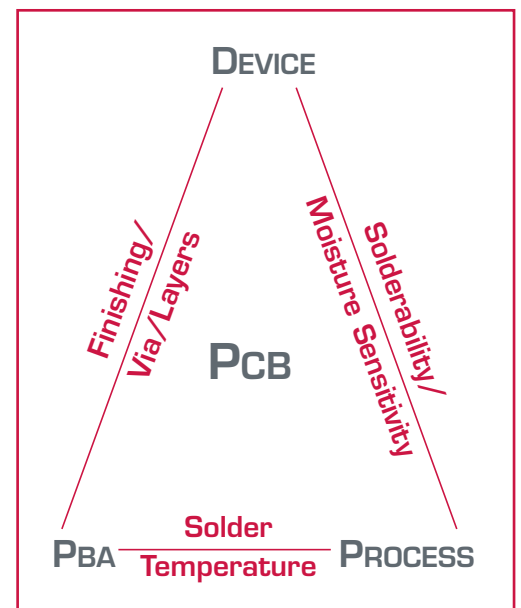 DEVICE
Finishing/
Via/Layers
Solderability/
Moisture Sensitivity
PCB
Solder
PBA
PROCESS
Temperature